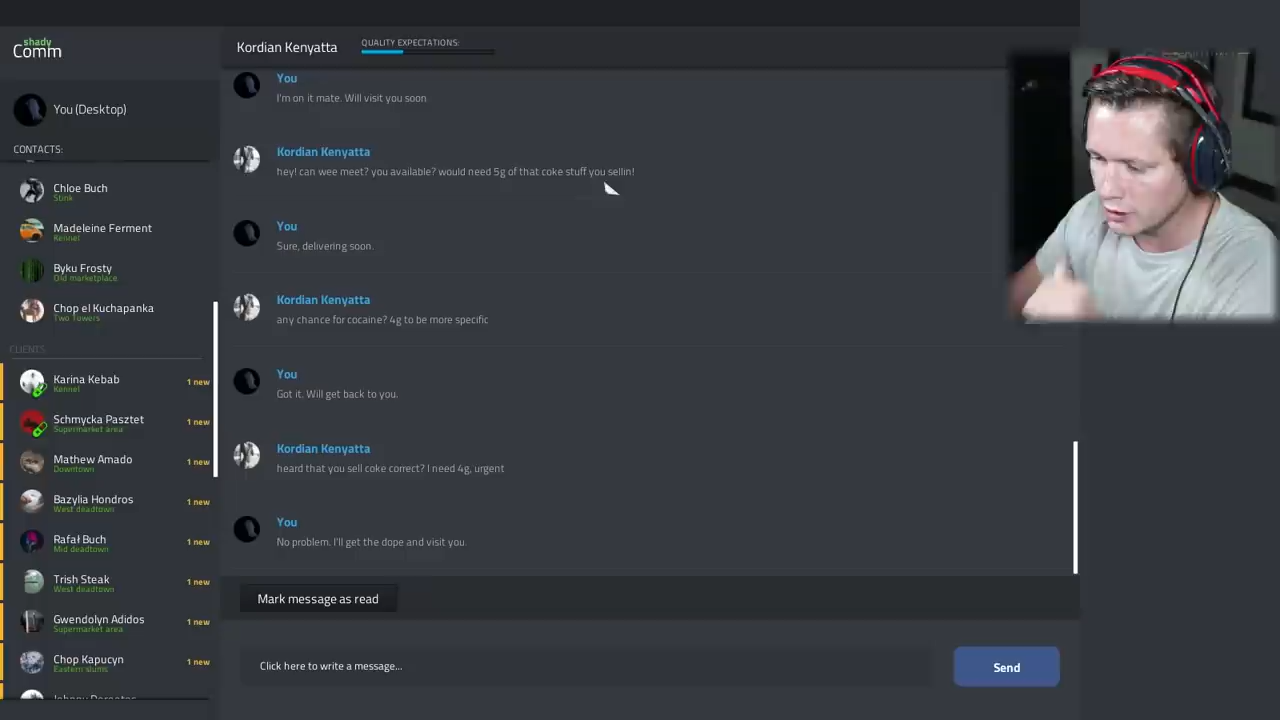 shady
Comm
You (Desktop)
CONTACTS:
Chloe Buch
Stink
Madeleine Ferment
Kennel
Byku Frosty
Old marketplace
Chop el Kuchapanka
Two Towers
CLIENTS
Karina Kebab
1 new
Kennel
Schmycka Pasztet
1 new
Supermarket area
Mathew Amado
1 new
Downtown
Bazylia Hondros
1 new
West deadtown
Rafał Buch
1 new
Mid deadtown
Trish Steak
1 new
West deadtown
Gwendolyn Adidos
1 new
Supermarket area
Chop Kapucyn
1 new
Eastern slums
Kordian Kenyatta
QUALITY EXPECTATIONS:
You
I'm on it mate. Will visit you soon
Kordian Kenyatta
hey! can wee meet? you available? would need 5g of that coke stuff you sellin!
You
Sure, delivering soon.
Kordian Kenyatta
any chance for cocaine? 4g to be more specific
You
Got it. Will get back to you.
Kordian Kenyatta
heard that you sell coke correct? I need 4g, urgent
You
No problem. I'll get the dope and visit you.
Mark message as read
Click here to write a message...
Send